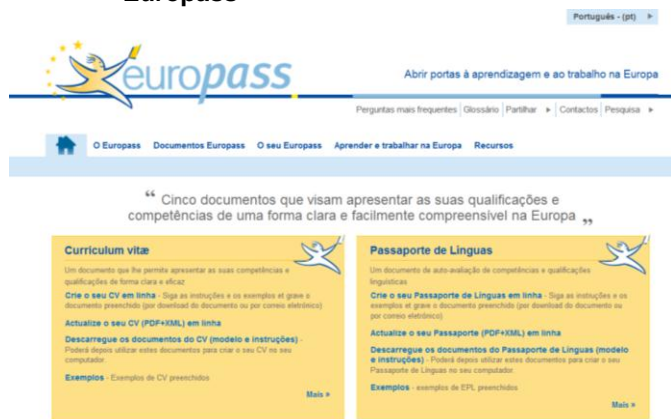 Europass
Português - (pt)
europass
Abrir portas à aprendizagem e ao trabalho na Europa
Perguntas mais frequentes Glossário Partilhar Contactos Pesquisa
O Europass Documentos Europass O seu Europass Aprender e trabalhar na Europa Recursos
“ Cinco documentos que visam apresentar as suas qualificações e
competências de uma forma clara e facilmente compreensível na Europa ”
Curriculum vitæ
Um documento que lhe permite apresentar as suas competências e
qualificações de forma clara e eficaz
Crie o seu CV em linha - Siga as instruções e os exemplos e grave o
documento preenchido (por download do documento ou por correio eletrónico)
Actualize o seu CV (PDF+XML) em linha
Descarregue os documentos do CV (modelo e instruções) -
Poderá depois utilizar estes documentos para criar o seu CV no seu
computador.
Exemplos - Exemplos de CV preenchidos
Mais »
Passaporte de Línguas
Um documento de auto-avaliação de competências e qualificações
linguísticas
Crie o seu Passaporte de Línguas em linha - Siga as instruções e os
exemplos e grave o documento preenchido (por download do documento ou
por correio eletrónico)
Actualize o seu Passaporte (PDF+XML) em linha
Descarregue os documentos do Passaporte de Línguas (modelo
e instruções) - Poderá depois utilizar estes documentos para criar o seu
Passaporte de Línguas no seu computador.
Exemplos - exemplos de EPL preenchidos
Mais »